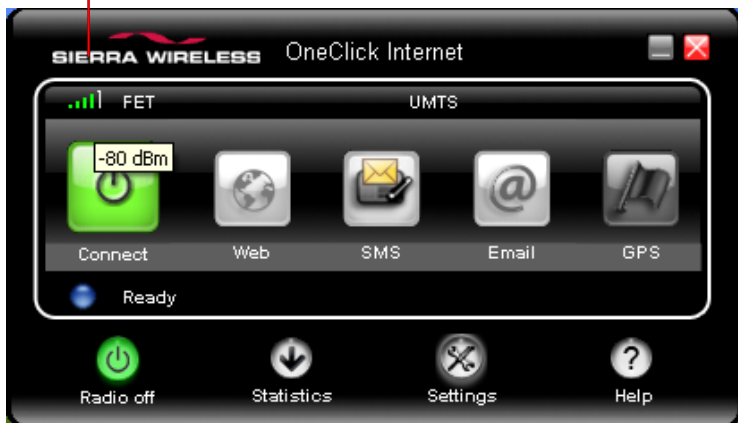 SIERRA WIRELESS OneClick Internet
FET UMTS
-80 dBm
Connect Web SMS Email GPS
Ready
Radio off Statistics Settings Help